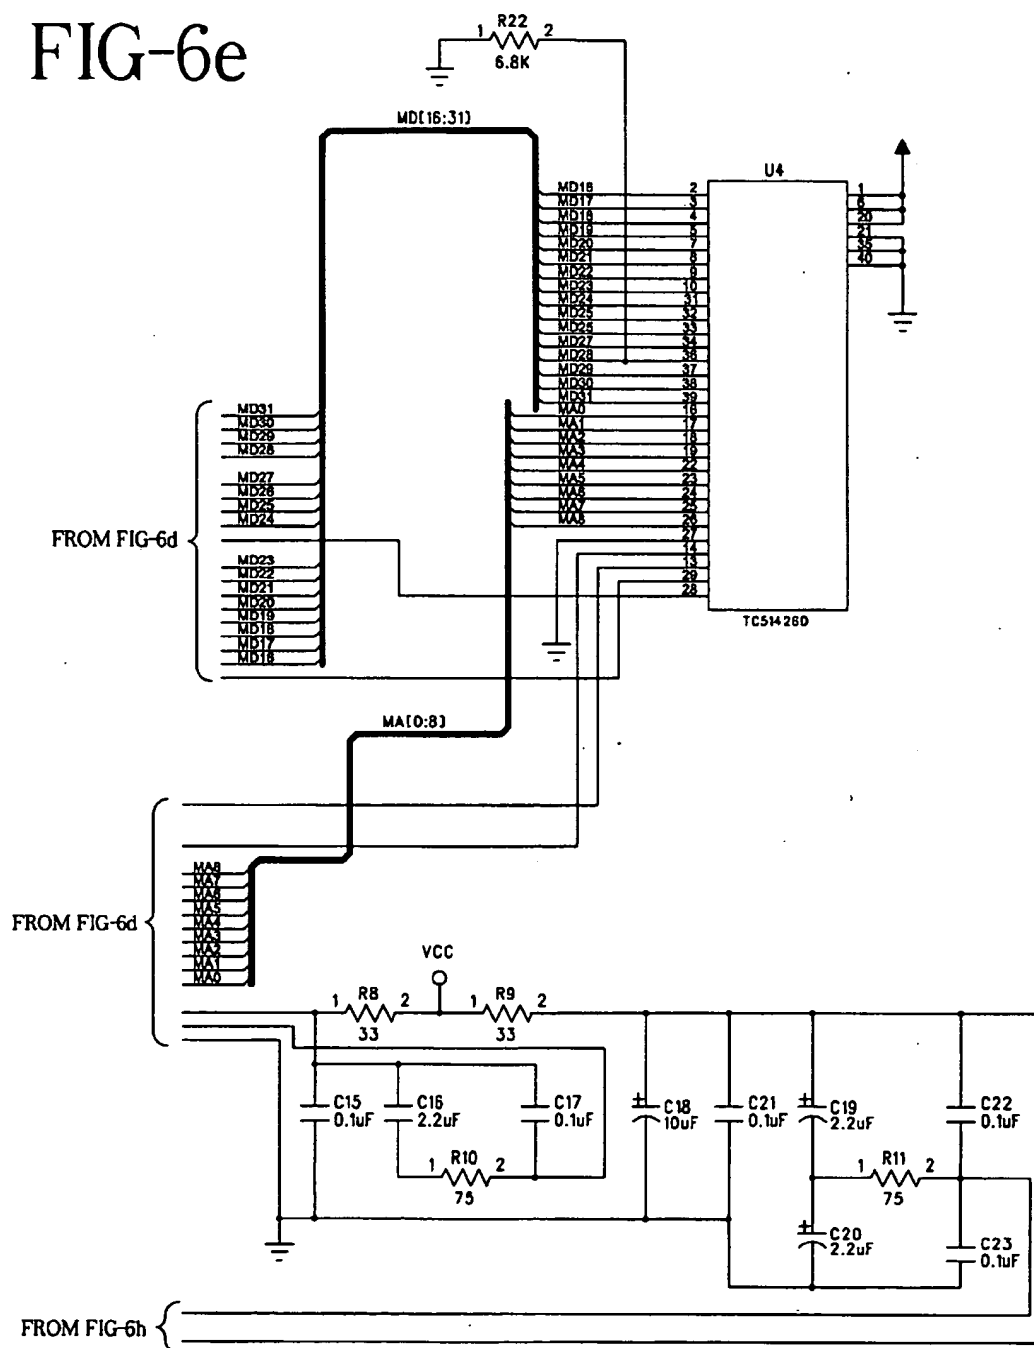 FIG-6e
R22
1 2
6.8K
MD[16:31]
U4
MD16 2 1
MD17 3 6
MD18 4 20
MD19 5 21
MD20 7 35
MD21 8 40
MD22 9
MD23 10
MD24 31
MD25 32
MD26 33
MD27 34
MD28 36
MD29 37
MD30 38
MD31 39
MA0 16
MA1 17
MA2 18
MA3 19
MA4 22
MA5 23
MA6 24
MA7 25
MA8 26
27
14
13
29
28
TC514260
MD31
MD30
MD29
MD28
MD27
MD26
MD25
MD24
FROM FIG-6d
MD23
MD22
MD21
MD20
MD19
MD18
MD17
MD16
MA[0:8]
MA8
MA7
MA6
MA5
MA4
MA3
MA2
MA1
MA0
FROM FIG-6d
VCC
1 R8 2
33
1 R9 2
33
C15
0.1uF
C16
2.2uF
C17
0.1uF
+ C18
10uF
C21
0.1uF
+ C19
2.2uF
C22
0.1uF
1 R10 2
75
1 R11 2
75
+ C20
2.2uF
C23
0.1uF
FROM FIG-6h